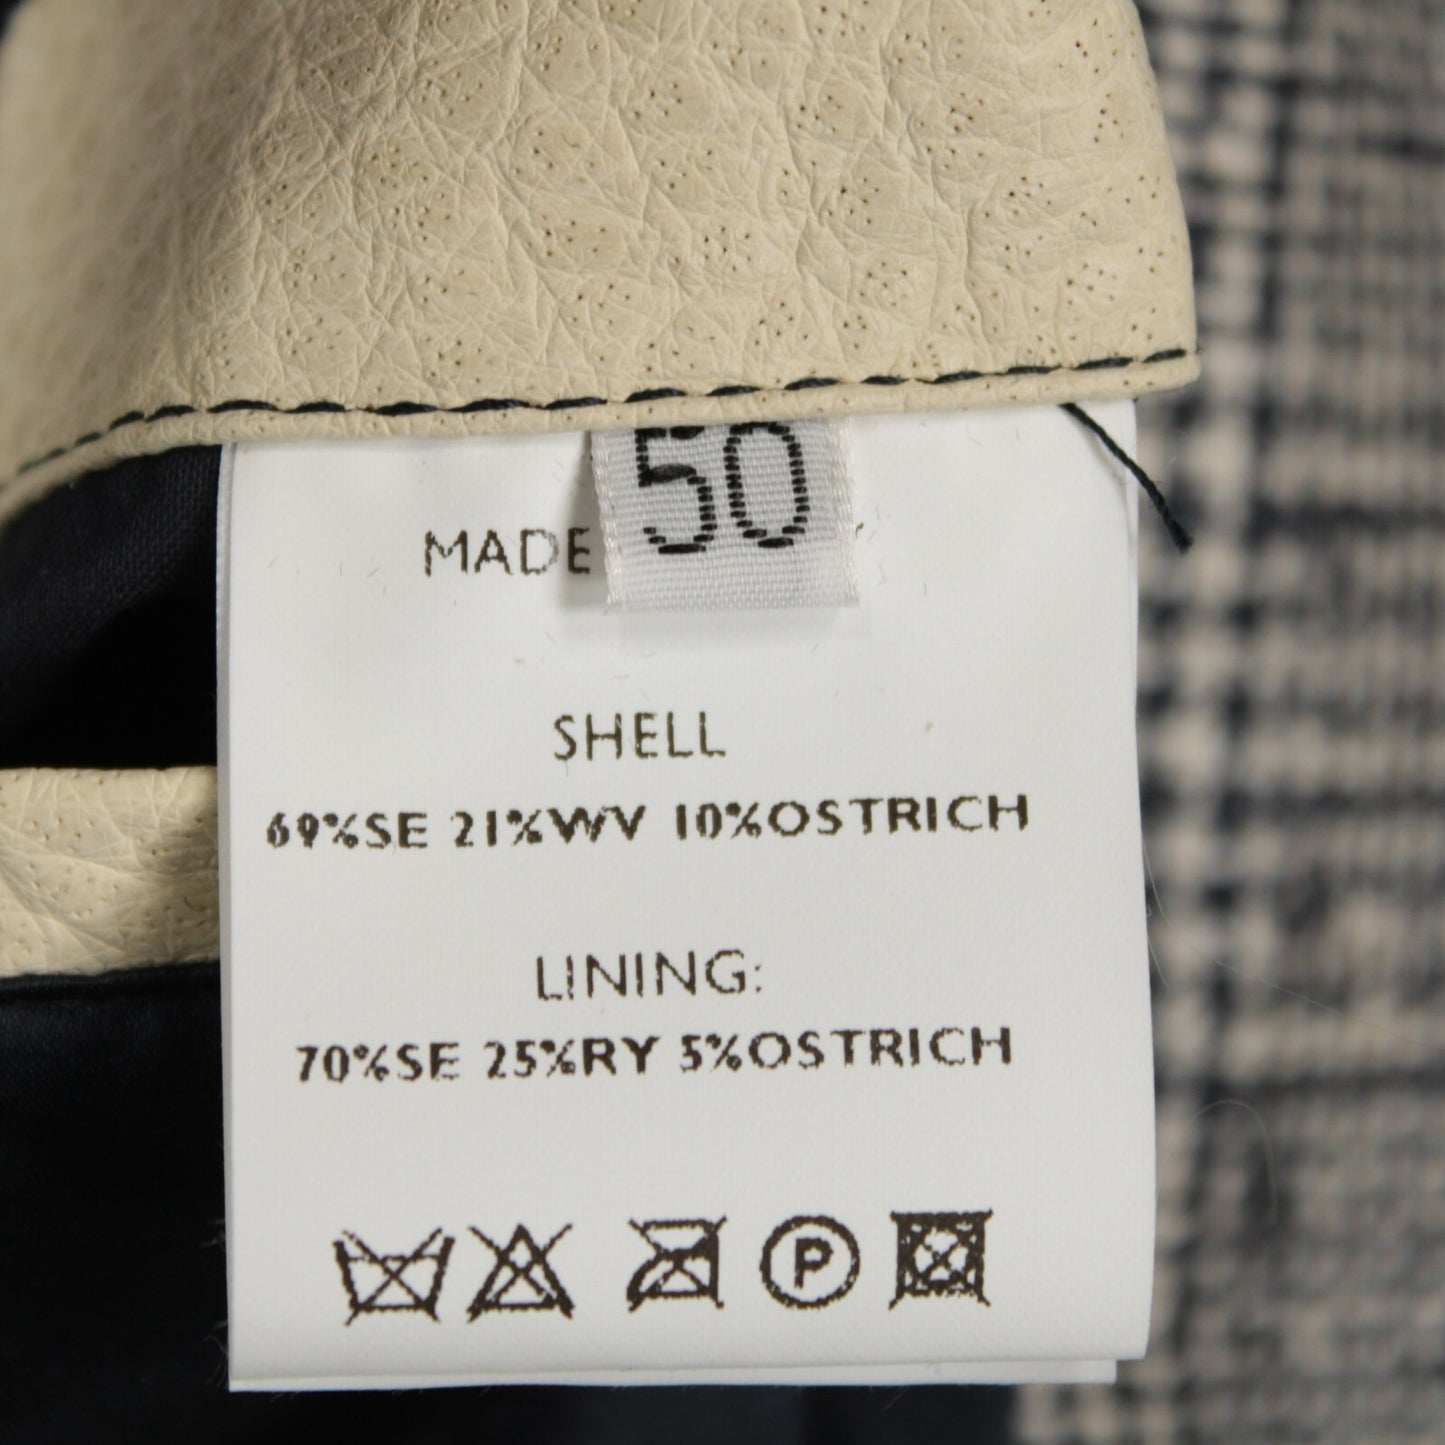 50
MADE
SHELL
69%SE 21%WV 10%OSTRICH
LINING:
70%SE 25%RY 5%OSTRICH
P